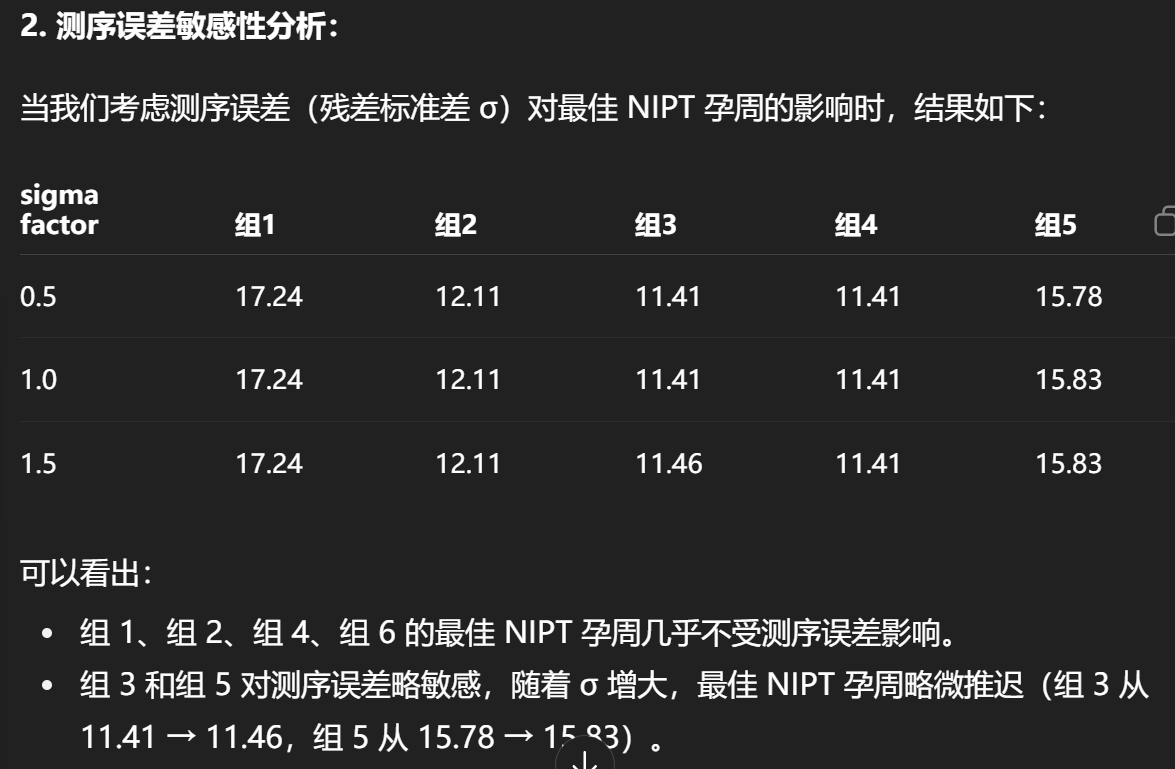 2. 测序误差敏感性分析：
当我们考虑测序误差（残差标准差 σ）对最佳 NIPT 孕周的影响时，结果如下：
sigma
factor 组1 组2 组3 组4 组5
0.5 17.24 12.11 11.41 11.41 15.78
1.0 17.24 12.11 11.41 11.41 15.83
1.5 17.24 12.11 11.46 11.41 15.83
可以看出：
• 组 1、组 2、组 4、组 6 的最佳 NIPT 孕周几乎不受测序误差影响。
• 组 3 和组 5 对测序误差略敏感，随着 σ 增大，最佳 NIPT 孕周略微推迟（组 3 从
11.41 → 11.46，组 5 从 15.78 → 15.83）。